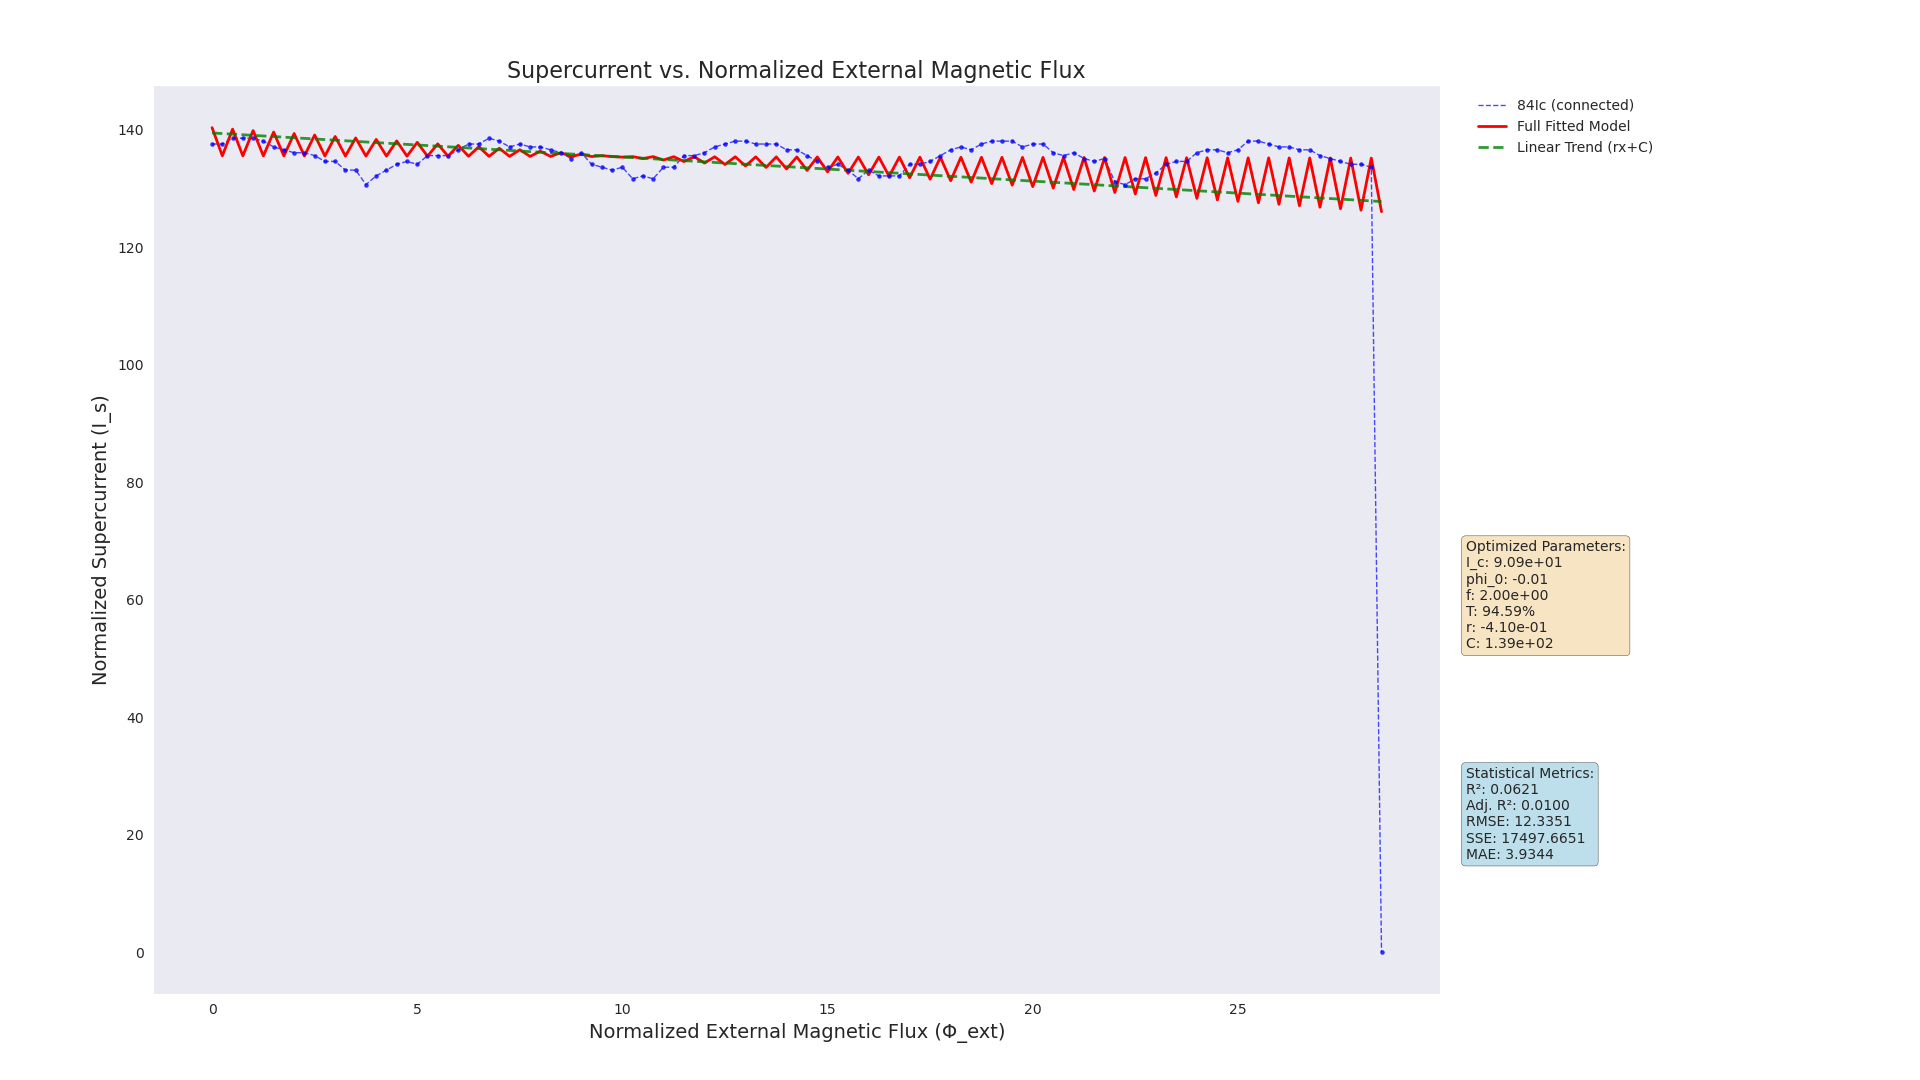 Supercurrent vs. Normalized External Magnetic Flux
84Ic (connected)
Full Fitted Model
Linear Trend (rx+C)
140
120
100
80
60
40
20
0
Normalized Supercurrent (I_s)
0
5
10
15
20
25
Normalized External Magnetic Flux (Φ_ext)
Optimized Parameters:
I_c: 9.09e+01
phi_0: -0.01
f: 2.00e+00
T: 94.59%
r: -4.10e-01
C: 1.39e+02
Statistical Metrics:
R²: 0.0621
Adj. R²: 0.0100
RMSE: 12.3351
SSE: 17497.6651
MAE: 3.9344